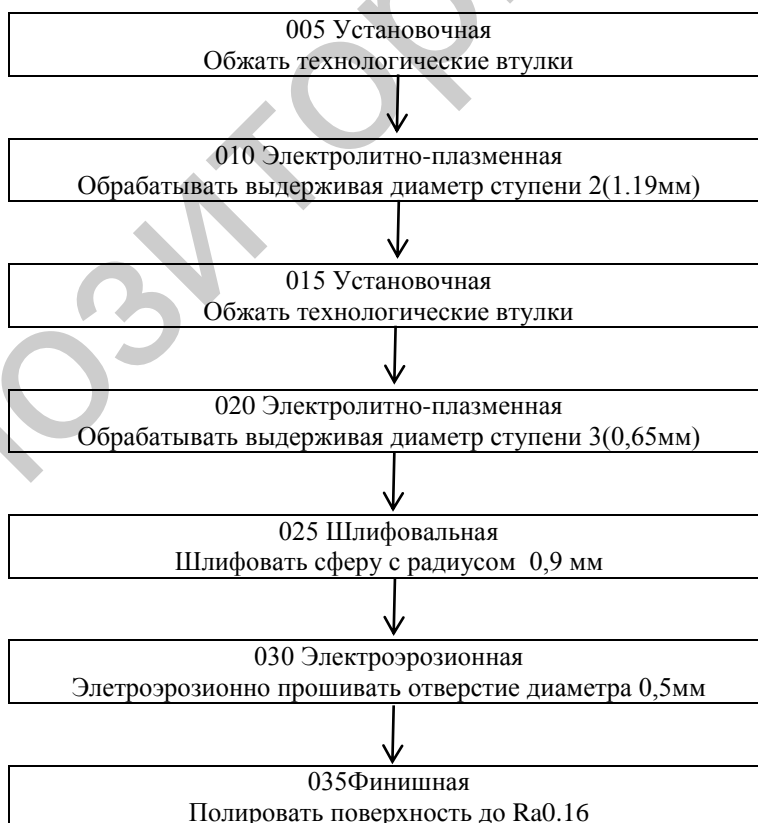 005 Установочная
Обжать технологические втулки
010 Электролитно-плазменная
Обрабатывать выдерживая диаметр ступени 2(1.19мм)
015 Установочная
Обжать технологические втулки
020 Электролитно-плазменная
Обрабатывать выдерживая диаметр ступени 3(0,65мм)
025 Шлифовальная
Шлифовать сферу с радиусом  0,9 мм
030 Электроэрозионная
Элетроэрозионно прошивать отверстие диаметра 0,5мм
035Финишная
Полировать поверхность до Ra0.16